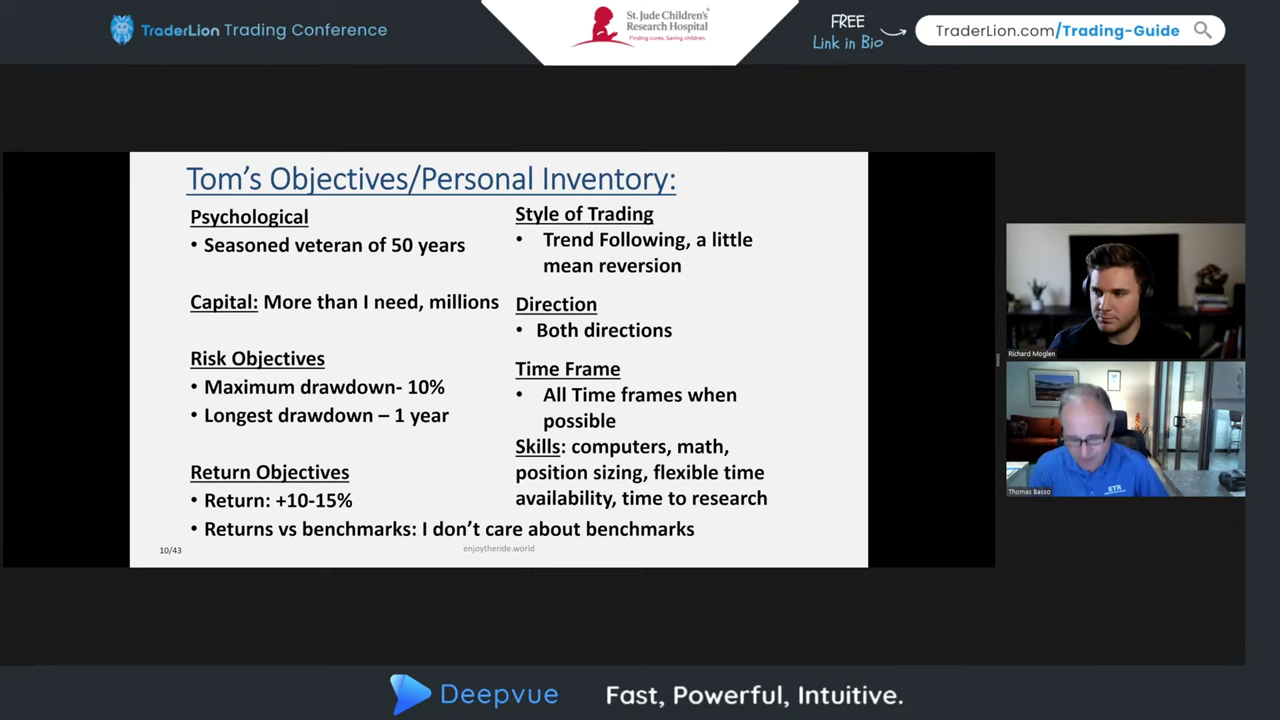 TraderLion Trading Conference
St. Jude Children's
Research Hospital
Finding cures. Saving children.
FREE
Link in Bio
TraderLion.com/Trading-Guide
Tom's Objectives/Personal Inventory:
Psychological
• Seasoned veteran of 50 years
Capital: More than I need, millions
Risk Objectives
• Maximum drawdown- 10%
• Longest drawdown – 1 year
Return Objectives
• Return: +10-15%
• Returns vs benchmarks: I don't care about benchmarks
Style of Trading
• Trend Following, a little
mean reversion
Direction
• Both directions
Time Frame
• All Time frames when
possible
Skills: computers, math,
position sizing, flexible time
availability, time to research
10/43
enjoytheride.world
Richard Moglen
ETR
Thomas Basso
Deepvue
Fast, Powerful, Intuitive.